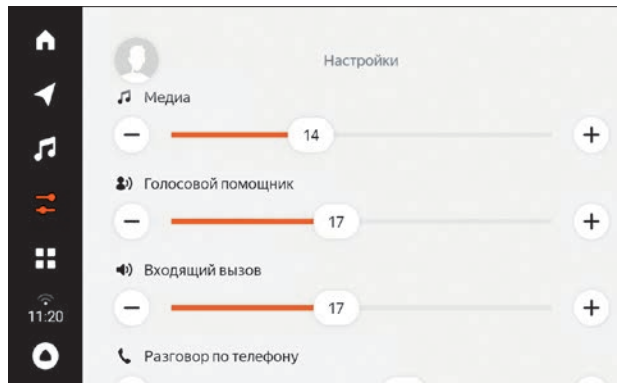 Настройки
Медиа
14
Голосовой помощник
17
Входящий вызов
17
11:20
Разговор по телефону